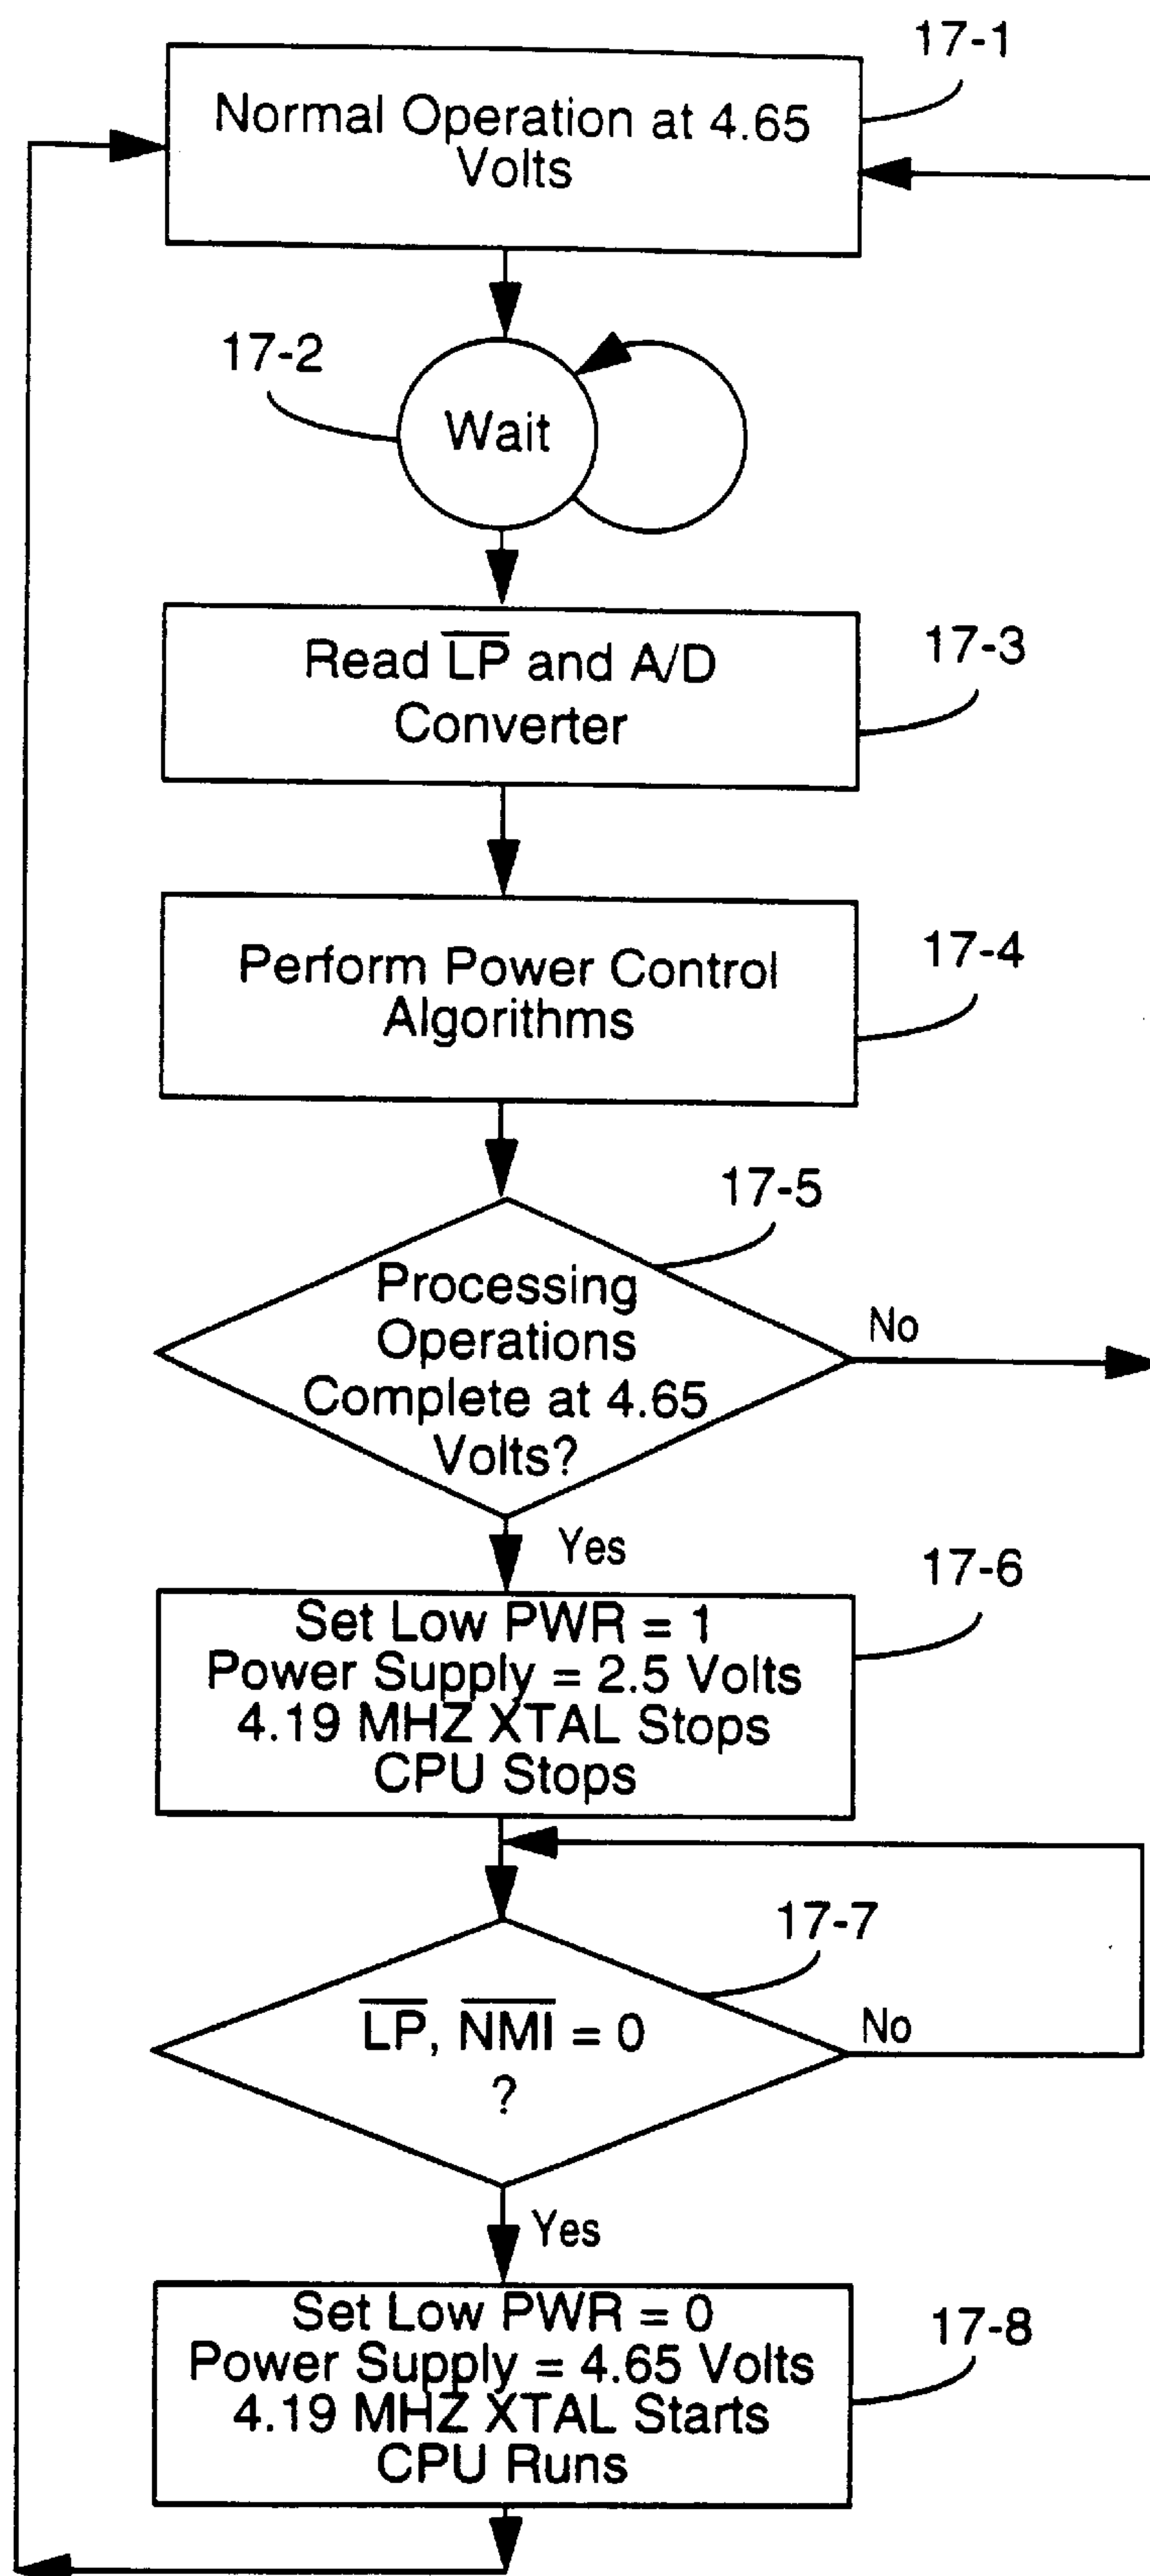 17-1
Normal Operation at 4.65
Volts
17-2
Wait
17-3
Read L̅P̅ and A/D
Converter
17-4
Perform Power Control
Algorithms
17-5
Processing
Operations
Complete at 4.65
Volts?
No
Yes
17-6
Set Low PWR = 1
Power Supply = 2.5 Volts
4.19 MHZ XTAL Stops
CPU Stops
17-7
L̅P̅, N̅M̅I̅ = 0
?
No
Yes
17-8
Set Low PWR = 0
Power Supply = 4.65 Volts
4.19 MHZ XTAL Starts
CPU Runs